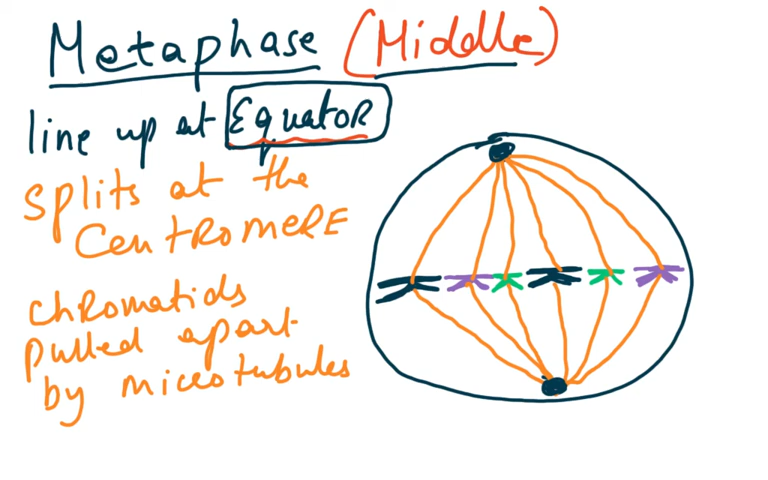 Metaphase (Middle)
line up at Equator
splits at the
CentROMERE
chRomatids
pulled apart
by microtubules